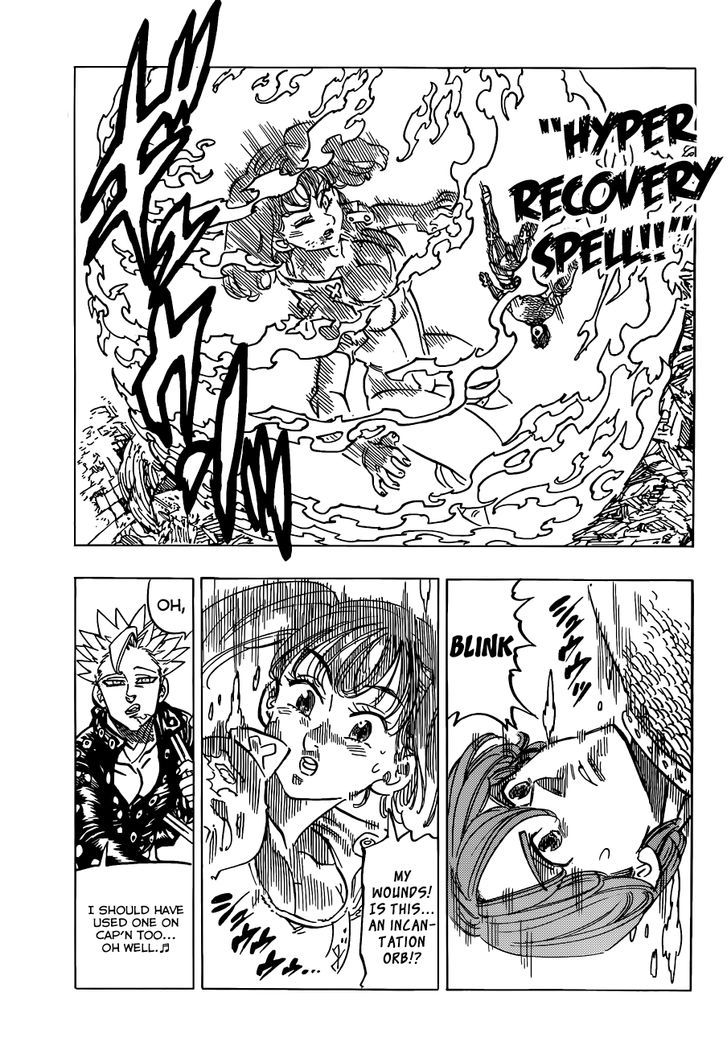 "HYPER
RECOVERY
SPELL!!"
BLINK
MY
WOUNDS!
IS THIS...
AN INCAN-
TATION
ORB!?
OH,
I SHOULD HAVE
USED ONE ON
CAP'N TOO...
OH WELL.♫